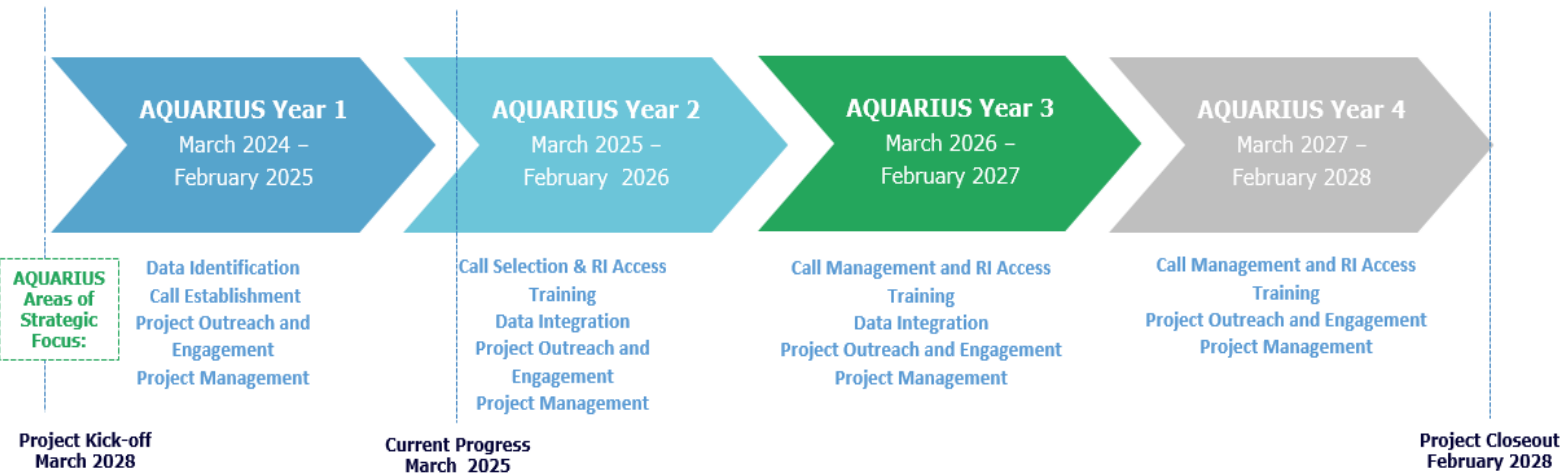 AQUARIUS Year 1
March 2024 –
February 2025
AQUARIUS Year 2
March 2025 –
February 2026
AQUARIUS Year 3
March 2026 –
February 2027
AQUARIUS Year 4
March 2027 –
February 2028
AQUARIUS
Areas of
Strategic
Focus:
Data Identification
Call Establishment
Project Outreach and
Engagement
Project Management
Call Selection & RI Access
Training
Data Integration
Project Outreach and
Engagement
Project Management
Call Management and RI Access
Training
Data Integration
Project Outreach and Engagement
Project Management
Call Management and RI Access
Training
Project Outreach and Engagement
Project Management
Project Kick-off
March 2028
Current Progress
March 2025
Project Closeout
February 2028